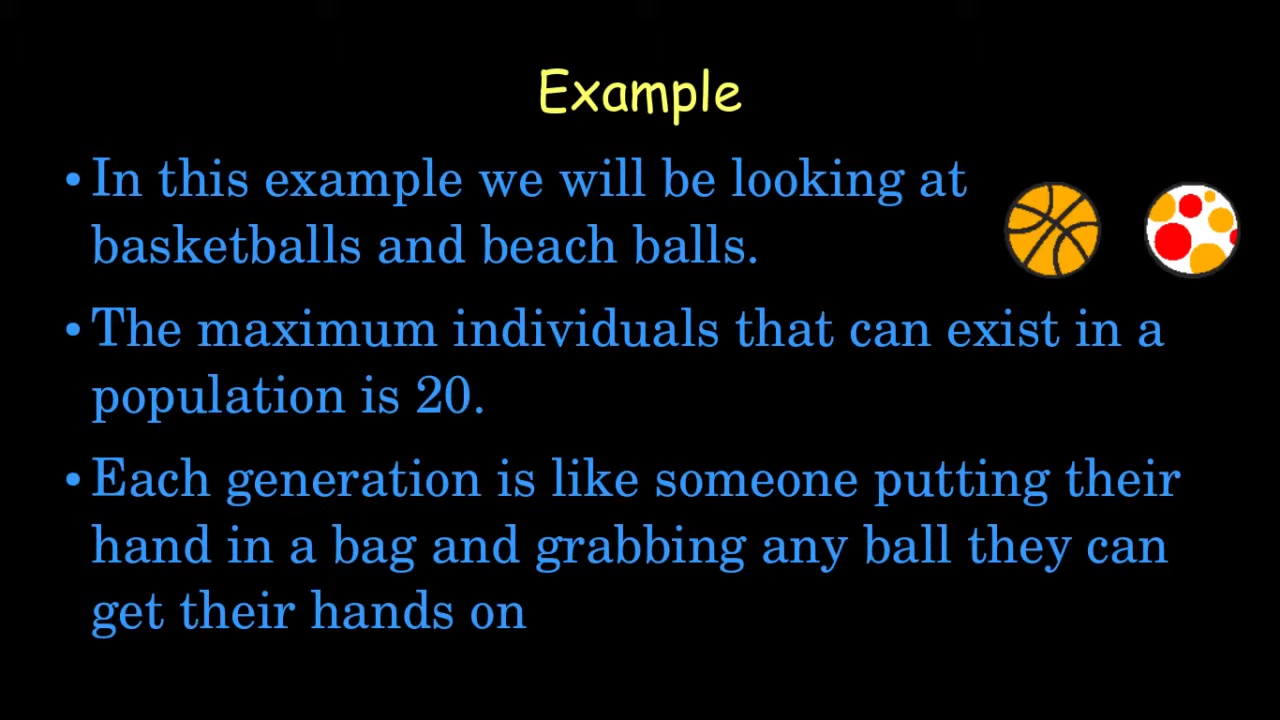 Example
• In this example we will be looking at
basketballs and beach balls.
• The maximum individuals that can exist in a
population is 20.
• Each generation is like someone putting their
hand in a bag and grabbing any ball they can
get their hands on